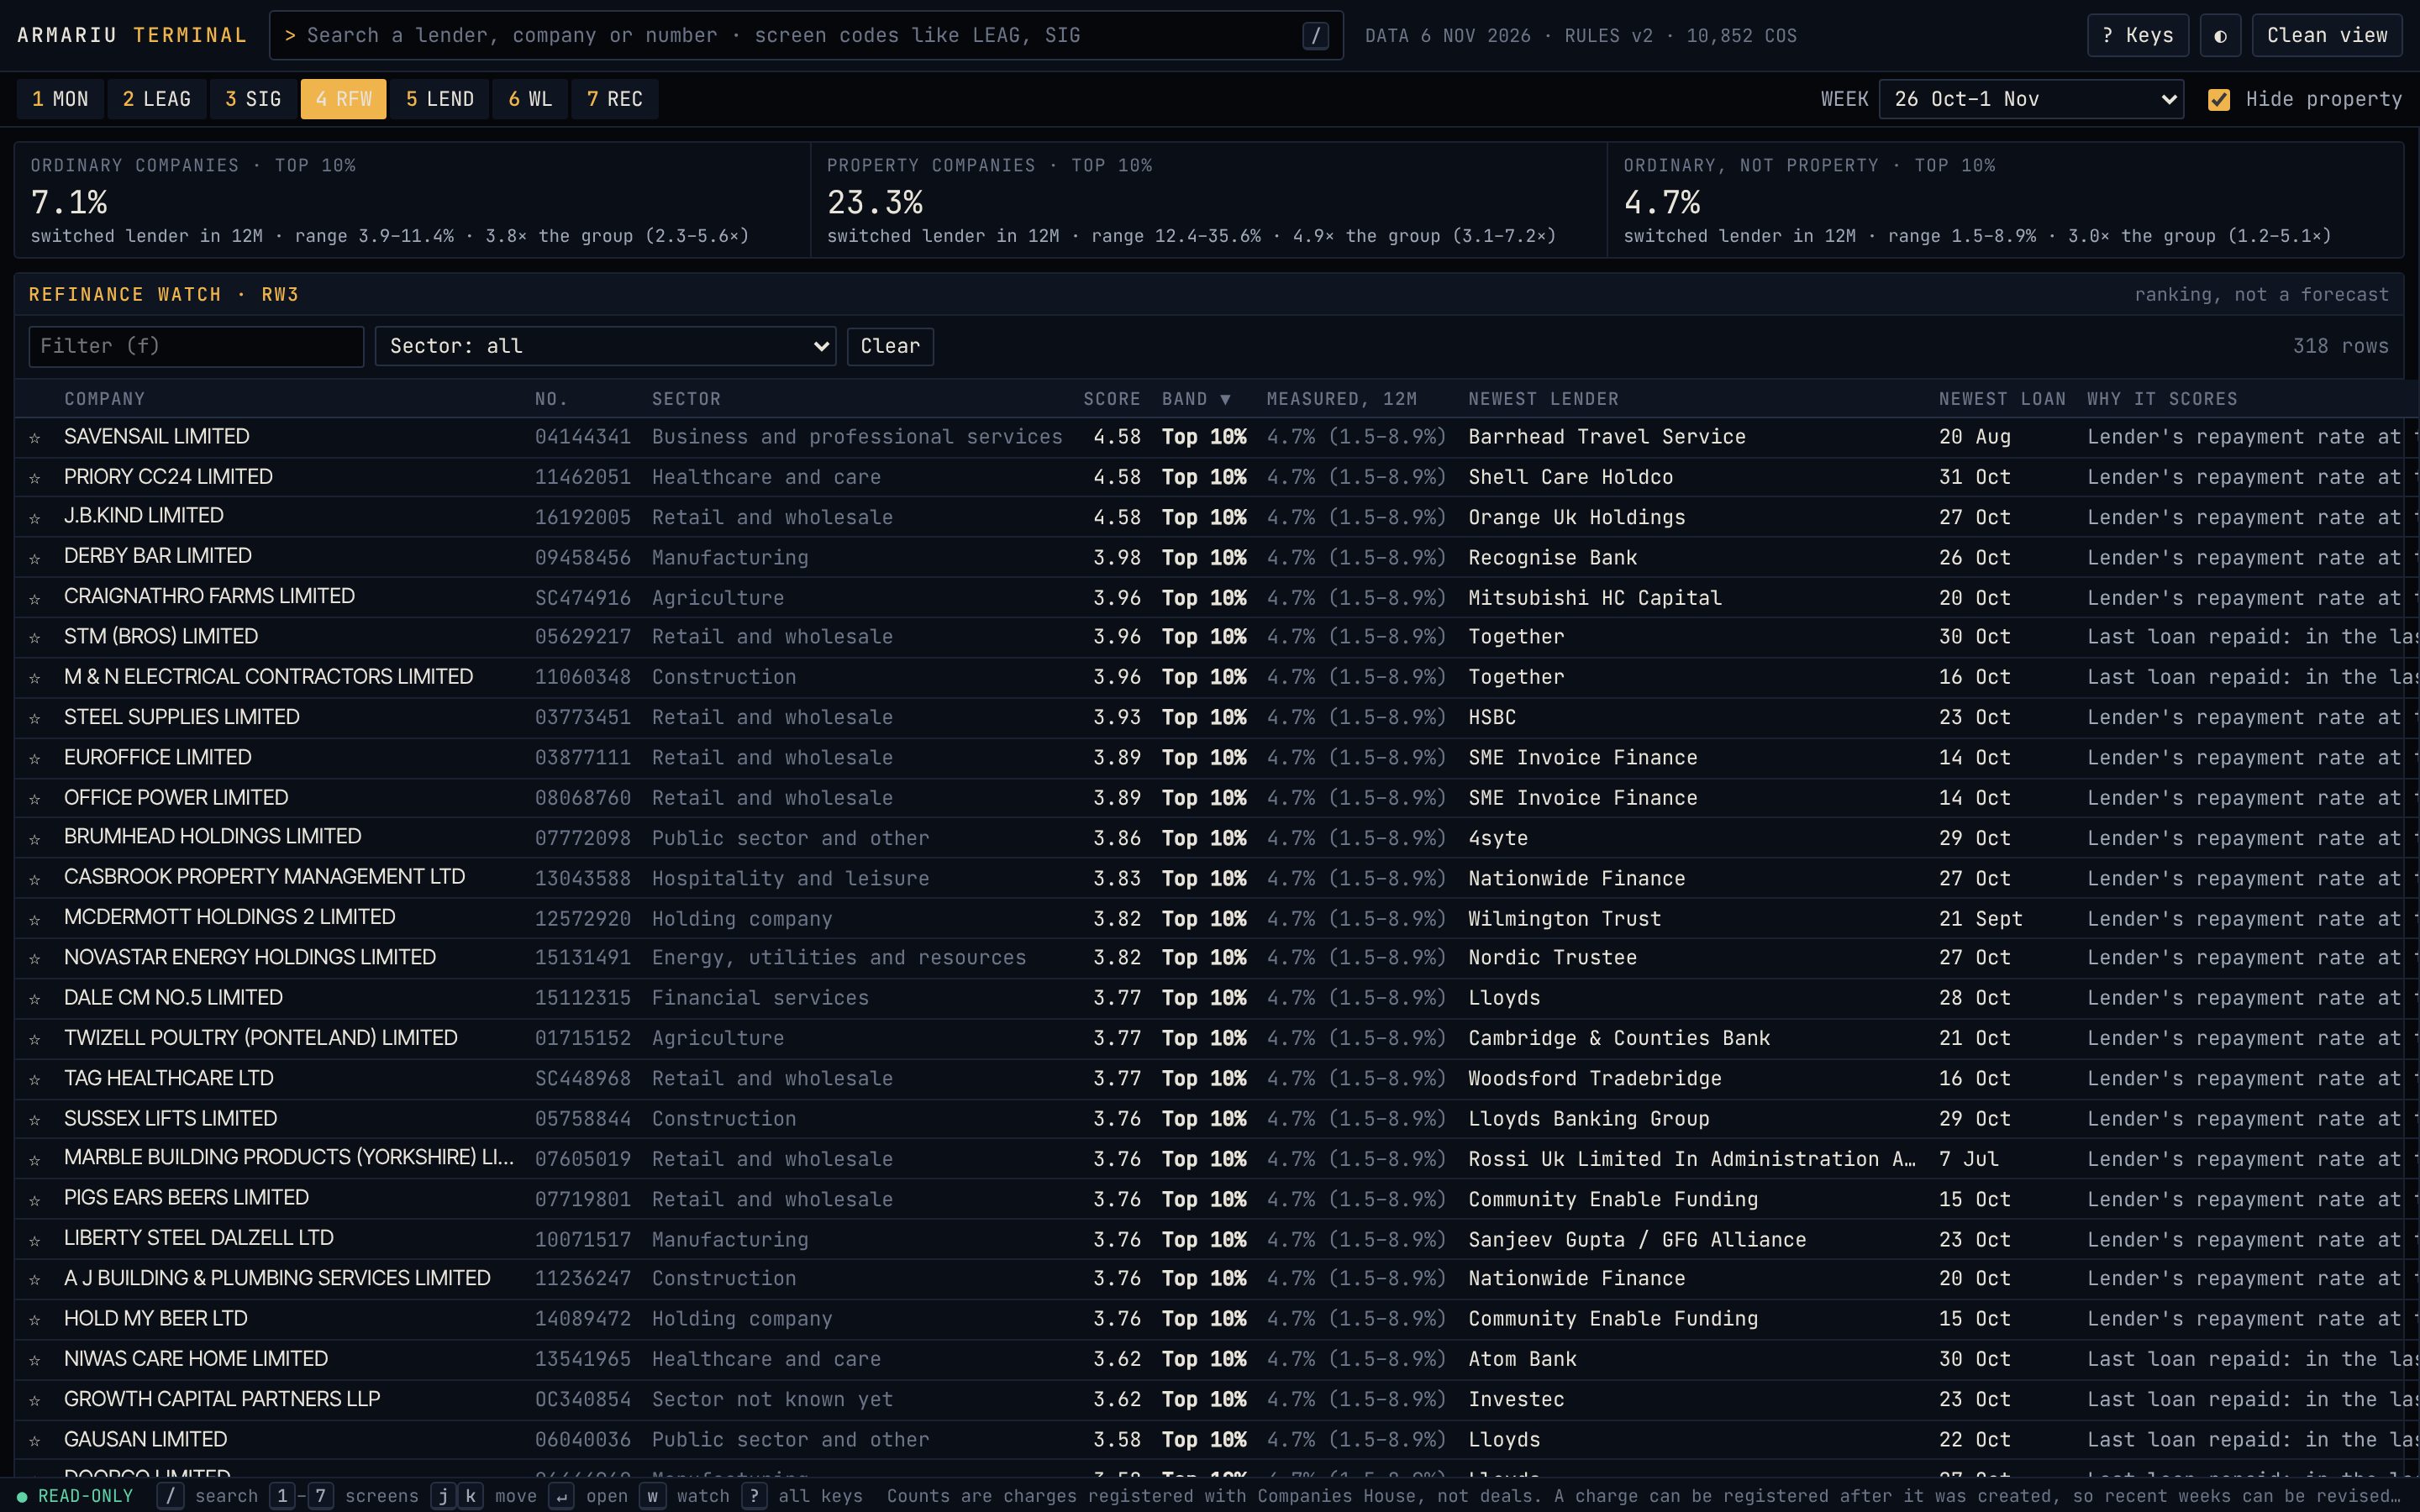 ARMARIU TERMINAL > Search a lender, company or number · screen codes like LEAG, SIG / DATA 6 NOV 2026 · RULES v2 · 10,852 COS ? Keys Clean view
1 MON 2 LEAG 3 SIG 4 RFW 5 LEND 6 WL 7 REC WEEK 26 Oct–1 Nov Hide property
ORDINARY COMPANIES · TOP 10% PROPERTY COMPANIES · TOP 10% ORDINARY, NOT PROPERTY · TOP 10%
7.1% 23.3% 4.7%
switched lender in 12M · range 3.9–11.4% · 3.8× the group (2.3–5.6×) switched lender in 12M · range 12.4–35.6% · 4.9× the group (3.1–7.2×) switched lender in 12M · range 1.5–8.9% · 3.0× the group (1.2–5.1×)
REFINANCE WATCH · RW3 ranking, not a forecast
Filter (f) Sector: all Clear 318 rows
COMPANY NO. SECTOR SCORE BAND ▼ MEASURED, 12M NEWEST LENDER NEWEST LOAN WHY IT SCORES
☆ SAVENSAIL LIMITED 04144341 Business and professional services 4.58 Top 10% 4.7% (1.5–8.9%) Barrhead Travel Service 20 Aug Lender's repayment rate at
☆ PRIORY CC24 LIMITED 11462051 Healthcare and care 4.58 Top 10% 4.7% (1.5–8.9%) Shell Care Holdco 31 Oct Lender's repayment rate at
☆ J.B.KIND LIMITED 16192005 Retail and wholesale 4.58 Top 10% 4.7% (1.5–8.9%) Orange Uk Holdings 27 Oct Lender's repayment rate at
☆ DERBY BAR LIMITED 09458456 Manufacturing 3.98 Top 10% 4.7% (1.5–8.9%) Recognise Bank 26 Oct Lender's repayment rate at
☆ CRAIGNATHRO FARMS LIMITED SC474916 Agriculture 3.96 Top 10% 4.7% (1.5–8.9%) Mitsubishi HC Capital 20 Oct Lender's repayment rate at
☆ STM (BROS) LIMITED 05629217 Retail and wholesale 3.96 Top 10% 4.7% (1.5–8.9%) Together 30 Oct Last loan repaid: in the las
☆ M & N ELECTRICAL CONTRACTORS LIMITED 11060348 Construction 3.96 Top 10% 4.7% (1.5–8.9%) Together 16 Oct Last loan repaid: in the las
☆ STEEL SUPPLIES LIMITED 03773451 Retail and wholesale 3.93 Top 10% 4.7% (1.5–8.9%) HSBC 23 Oct Lender's repayment rate at
☆ EUROFFICE LIMITED 03877111 Retail and wholesale 3.89 Top 10% 4.7% (1.5–8.9%) SME Invoice Finance 14 Oct Lender's repayment rate at
☆ OFFICE POWER LIMITED 08068760 Retail and wholesale 3.89 Top 10% 4.7% (1.5–8.9%) SME Invoice Finance 14 Oct Lender's repayment rate at
☆ BRUMHEAD HOLDINGS LIMITED 07772098 Public sector and other 3.86 Top 10% 4.7% (1.5–8.9%) 4syte 29 Oct Lender's repayment rate at
☆ CASBROOK PROPERTY MANAGEMENT LTD 13043588 Hospitality and leisure 3.83 Top 10% 4.7% (1.5–8.9%) Nationwide Finance 27 Oct Lender's repayment rate at
☆ MCDERMOTT HOLDINGS 2 LIMITED 12572920 Holding company 3.82 Top 10% 4.7% (1.5–8.9%) Wilmington Trust 21 Sept Lender's repayment rate at
☆ NOVASTAR ENERGY HOLDINGS LIMITED 15131491 Energy, utilities and resources 3.82 Top 10% 4.7% (1.5–8.9%) Nordic Trustee 27 Oct Lender's repayment rate at
☆ DALE CM NO.5 LIMITED 15112315 Financial services 3.77 Top 10% 4.7% (1.5–8.9%) Lloyds 28 Oct Lender's repayment rate at
☆ TWIZELL POULTRY (PONTELAND) LIMITED 01715152 Agriculture 3.77 Top 10% 4.7% (1.5–8.9%) Cambridge & Counties Bank 21 Oct Lender's repayment rate at
☆ TAG HEALTHCARE LTD SC448968 Retail and wholesale 3.77 Top 10% 4.7% (1.5–8.9%) Woodsford Tradebridge 16 Oct Lender's repayment rate at
☆ SUSSEX LIFTS LIMITED 05758844 Construction 3.76 Top 10% 4.7% (1.5–8.9%) Lloyds Banking Group 29 Oct Lender's repayment rate at
☆ MARBLE BUILDING PRODUCTS (YORKSHIRE) LI… 07605019 Retail and wholesale 3.76 Top 10% 4.7% (1.5–8.9%) Rossi Uk Limited In Administration A… 7 Jul Lender's repayment rate at
☆ PIGS EARS BEERS LIMITED 07719801 Retail and wholesale 3.76 Top 10% 4.7% (1.5–8.9%) Community Enable Funding 15 Oct Lender's repayment rate at
☆ LIBERTY STEEL DALZELL LTD 10071517 Manufacturing 3.76 Top 10% 4.7% (1.5–8.9%) Sanjeev Gupta / GFG Alliance 23 Oct Lender's repayment rate at
☆ A J BUILDING & PLUMBING SERVICES LIMITED 11236247 Construction 3.76 Top 10% 4.7% (1.5–8.9%) Nationwide Finance 20 Oct Lender's repayment rate at
☆ HOLD MY BEER LTD 14089472 Holding company 3.76 Top 10% 4.7% (1.5–8.9%) Community Enable Funding 15 Oct Lender's repayment rate at
☆ NIWAS CARE HOME LIMITED 13541965 Healthcare and care 3.62 Top 10% 4.7% (1.5–8.9%) Atom Bank 30 Oct Last loan repaid: in the las
☆ GROWTH CAPITAL PARTNERS LLP OC340854 Sector not known yet 3.62 Top 10% 4.7% (1.5–8.9%) Investec 23 Oct Last loan repaid: in the las
☆ GAUSAN LIMITED 06040036 Public sector and other 3.58 Top 10% 4.7% (1.5–8.9%) Lloyds 22 Oct Last loan repaid: in the las
● READ-ONLY / search 1–7 screens j k move ↵ open w watch ? all keys Counts are charges registered with Companies House, not deals. A charge can be registered after it was created, so recent weeks can be revised…